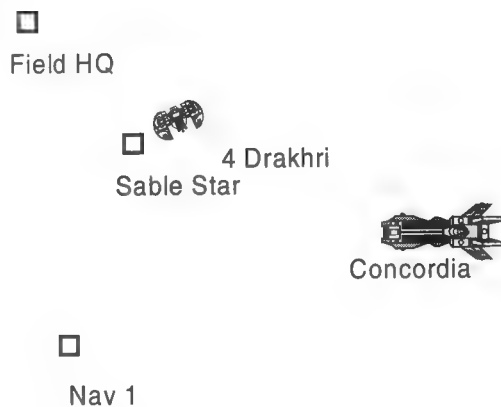 Field HQ
4 Drakhri
Sable Star
Concordia
Nav 1